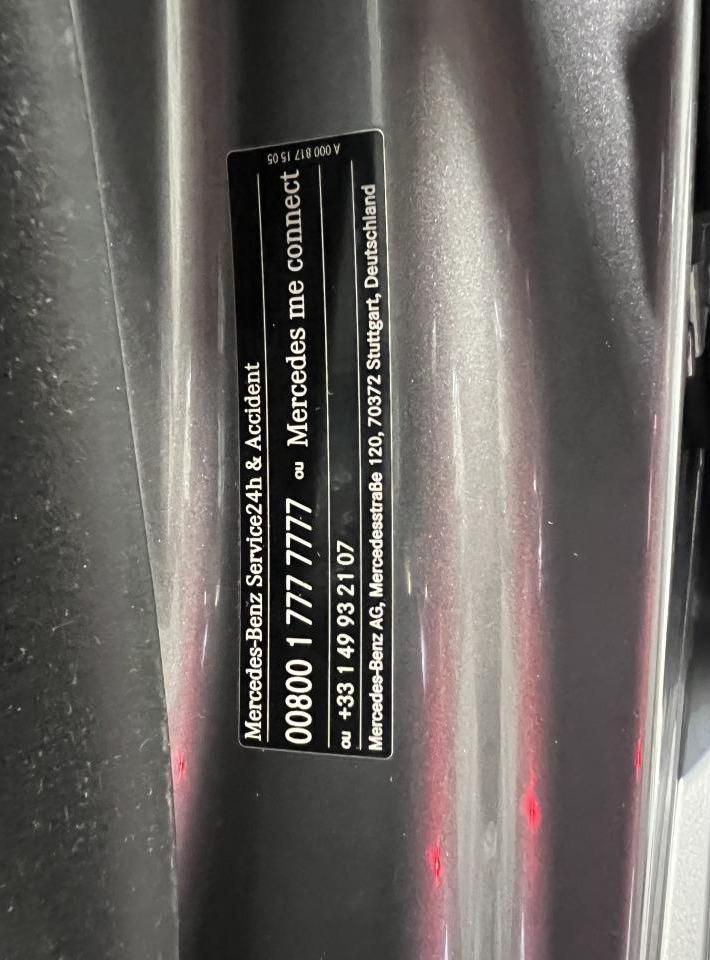 Mercedes-Benz Service24h & Accident
00800 1 777 7777 ou Mercedes me connect
ou +33 1 49 93 21 07
Mercedes-Benz AG, Mercedesstraße 120, 70372 Stuttgart, Deutschland
A 000 817 15 05